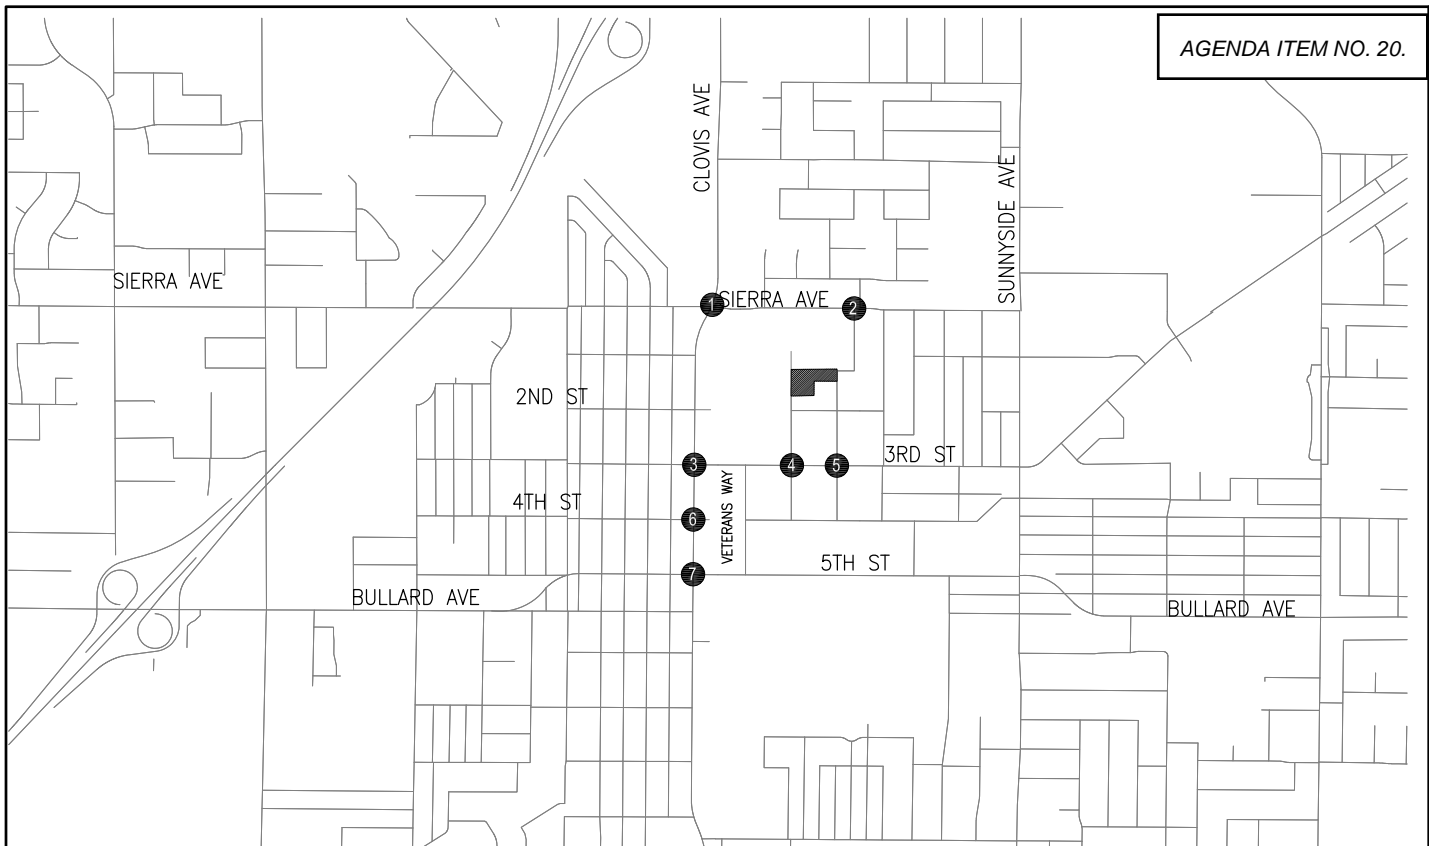 AGENDA ITEM NO. 20.
CLOVIS AVE
SUNNYSIDE AVE
SIERRA AVE
1
SIERRA AVE
2
2ND ST
3
4
5
3RD ST
4TH ST
6
VETERANS WAY
7
5TH ST
BULLARD AVE
BULLARD AVE